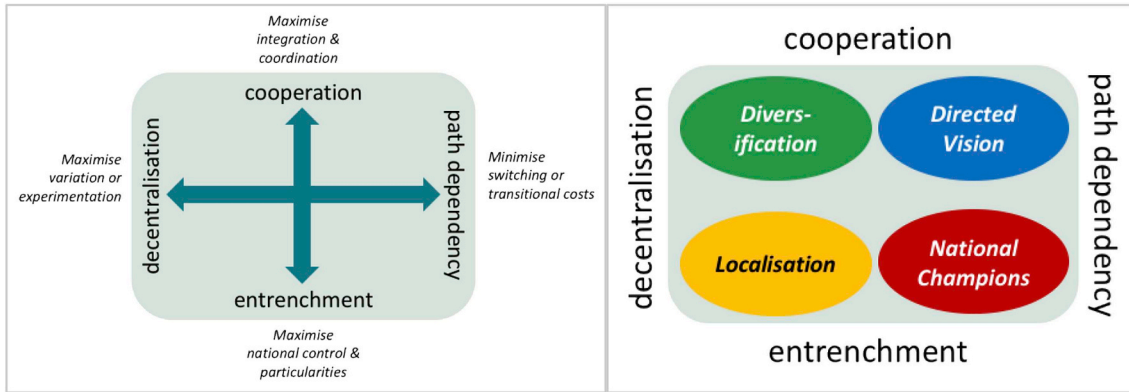 Maximise
integration &
coordination
cooperation
decentralisation
path dependency
Maximise
variation or
experimentation
Minimise
switching or
transitional costs
entrenchment
Maximise
national control &
particularities
cooperation
decentralisation
path dependency
Divers-
ification
Directed
Vision
Localisation
National
Champions
entrenchment